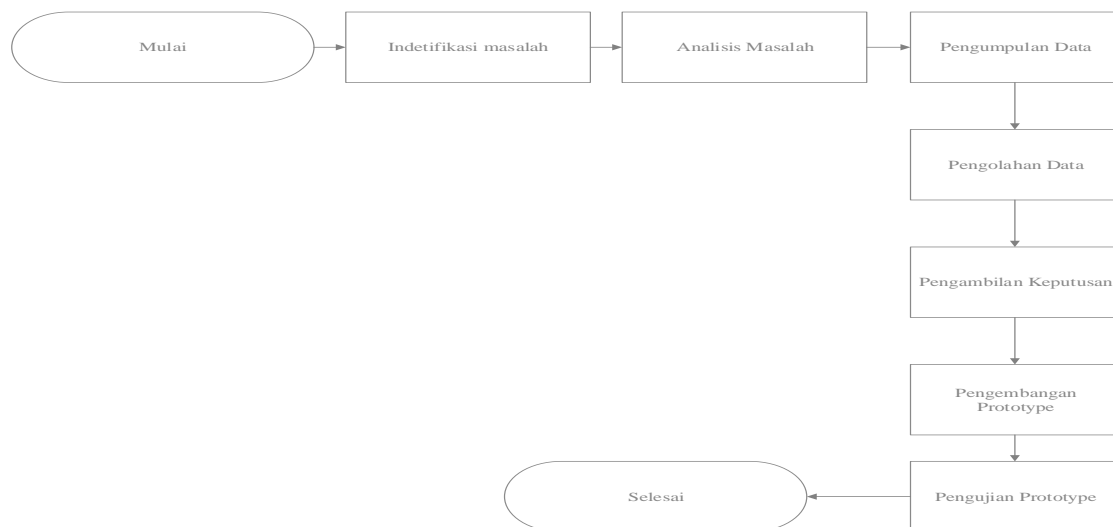 Mulai
Indetifikasi masalah
Analisis Masalah
Pengumpulan Data
Pengolahan Data
Pengambilan Keputusan
Pengembangan
Prototype
Pengujian Prototype
Selesai